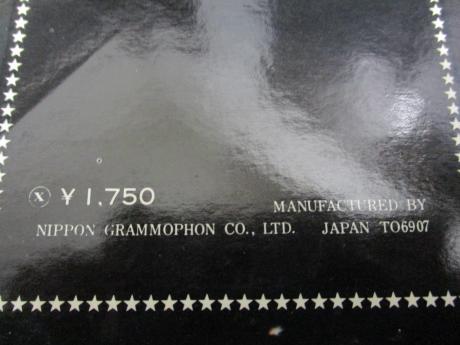 Ⓧ ¥1,750
MANUFACTURED BY
NIPPON GRAMMOPHON CO., LTD. JAPAN TO6907